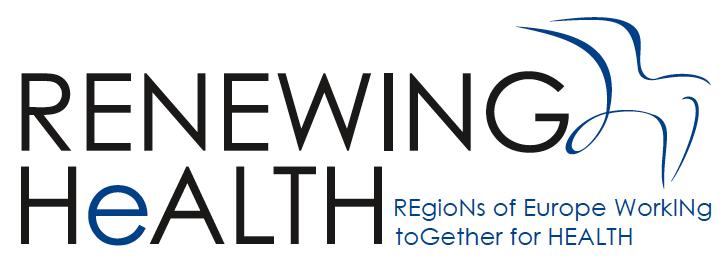 RENEWING
HeALTH
REgioNs of Europe WorkINg
toGether for HEALTH